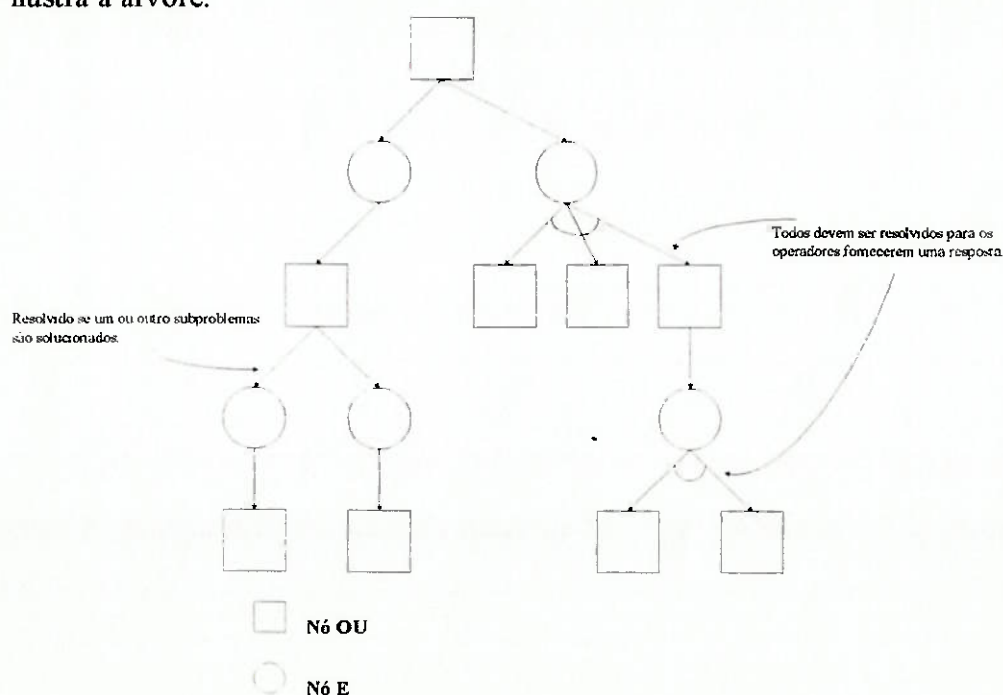 ilustra a árvore.
Todos devem ser resolvidos para os
operadores fornecerem uma resposta
Resolvido se um ou outro subproblemas
são solucionados.
Nó OU
Nó E